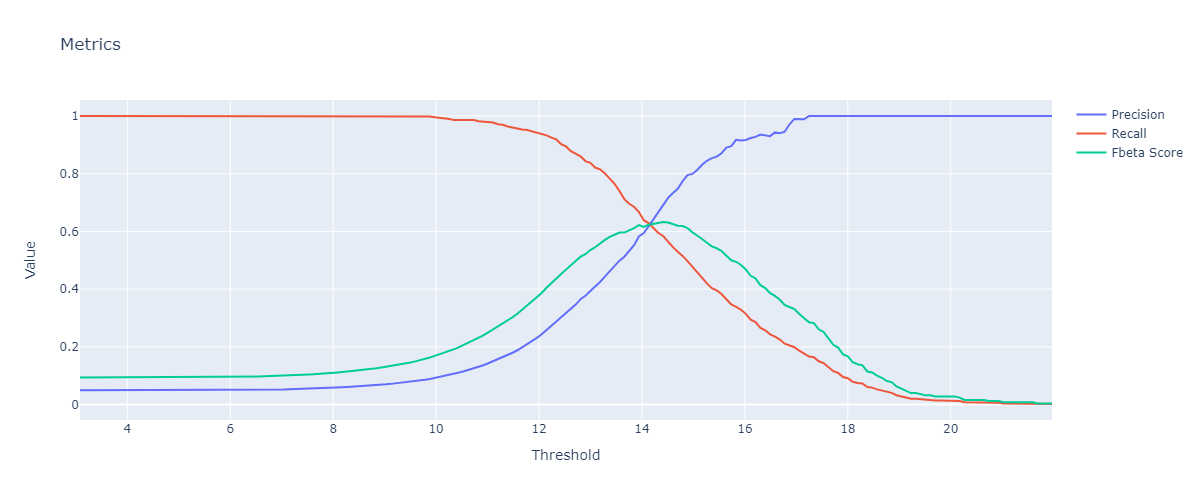 Metrics
Precision
Recall
Fbeta Score
Value
1
0.8
0.6
0.4
0.2
0
4 6 8 10 12 14 16 18 20
Threshold